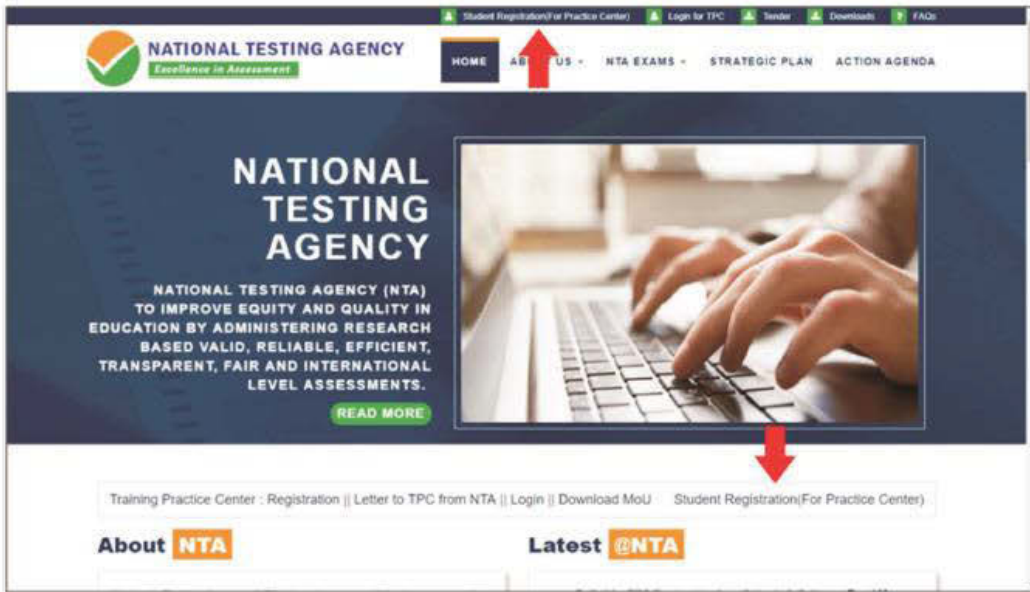 Student Registration(For Practice Center) Login for TPC Tender Downloads ? FAQs
NATIONAL TESTING AGENCY
Excellence in Assessment
HOME US NTA EXAMS STRATEGIC PLAN ACTION AGENDA
NATIONAL
TESTING
AGENCY
NATIONAL TESTING AGENCY (NTA)
TO IMPROVE EQUITY AND QUALITY IN
EDUCATION BY ADMINISTERING RESEARCH
BASED VALID, RELIABLE, EFFICIENT,
TRANSPARENT, FAIR AND INTERNATIONAL
LEVEL ASSESSMENTS.
READ MORE
Training Practice Center : Registration || Letter to TPC from NTA || Login || Download MoU Student Registration(For Practice Center)
About NTA
Latest @NTA